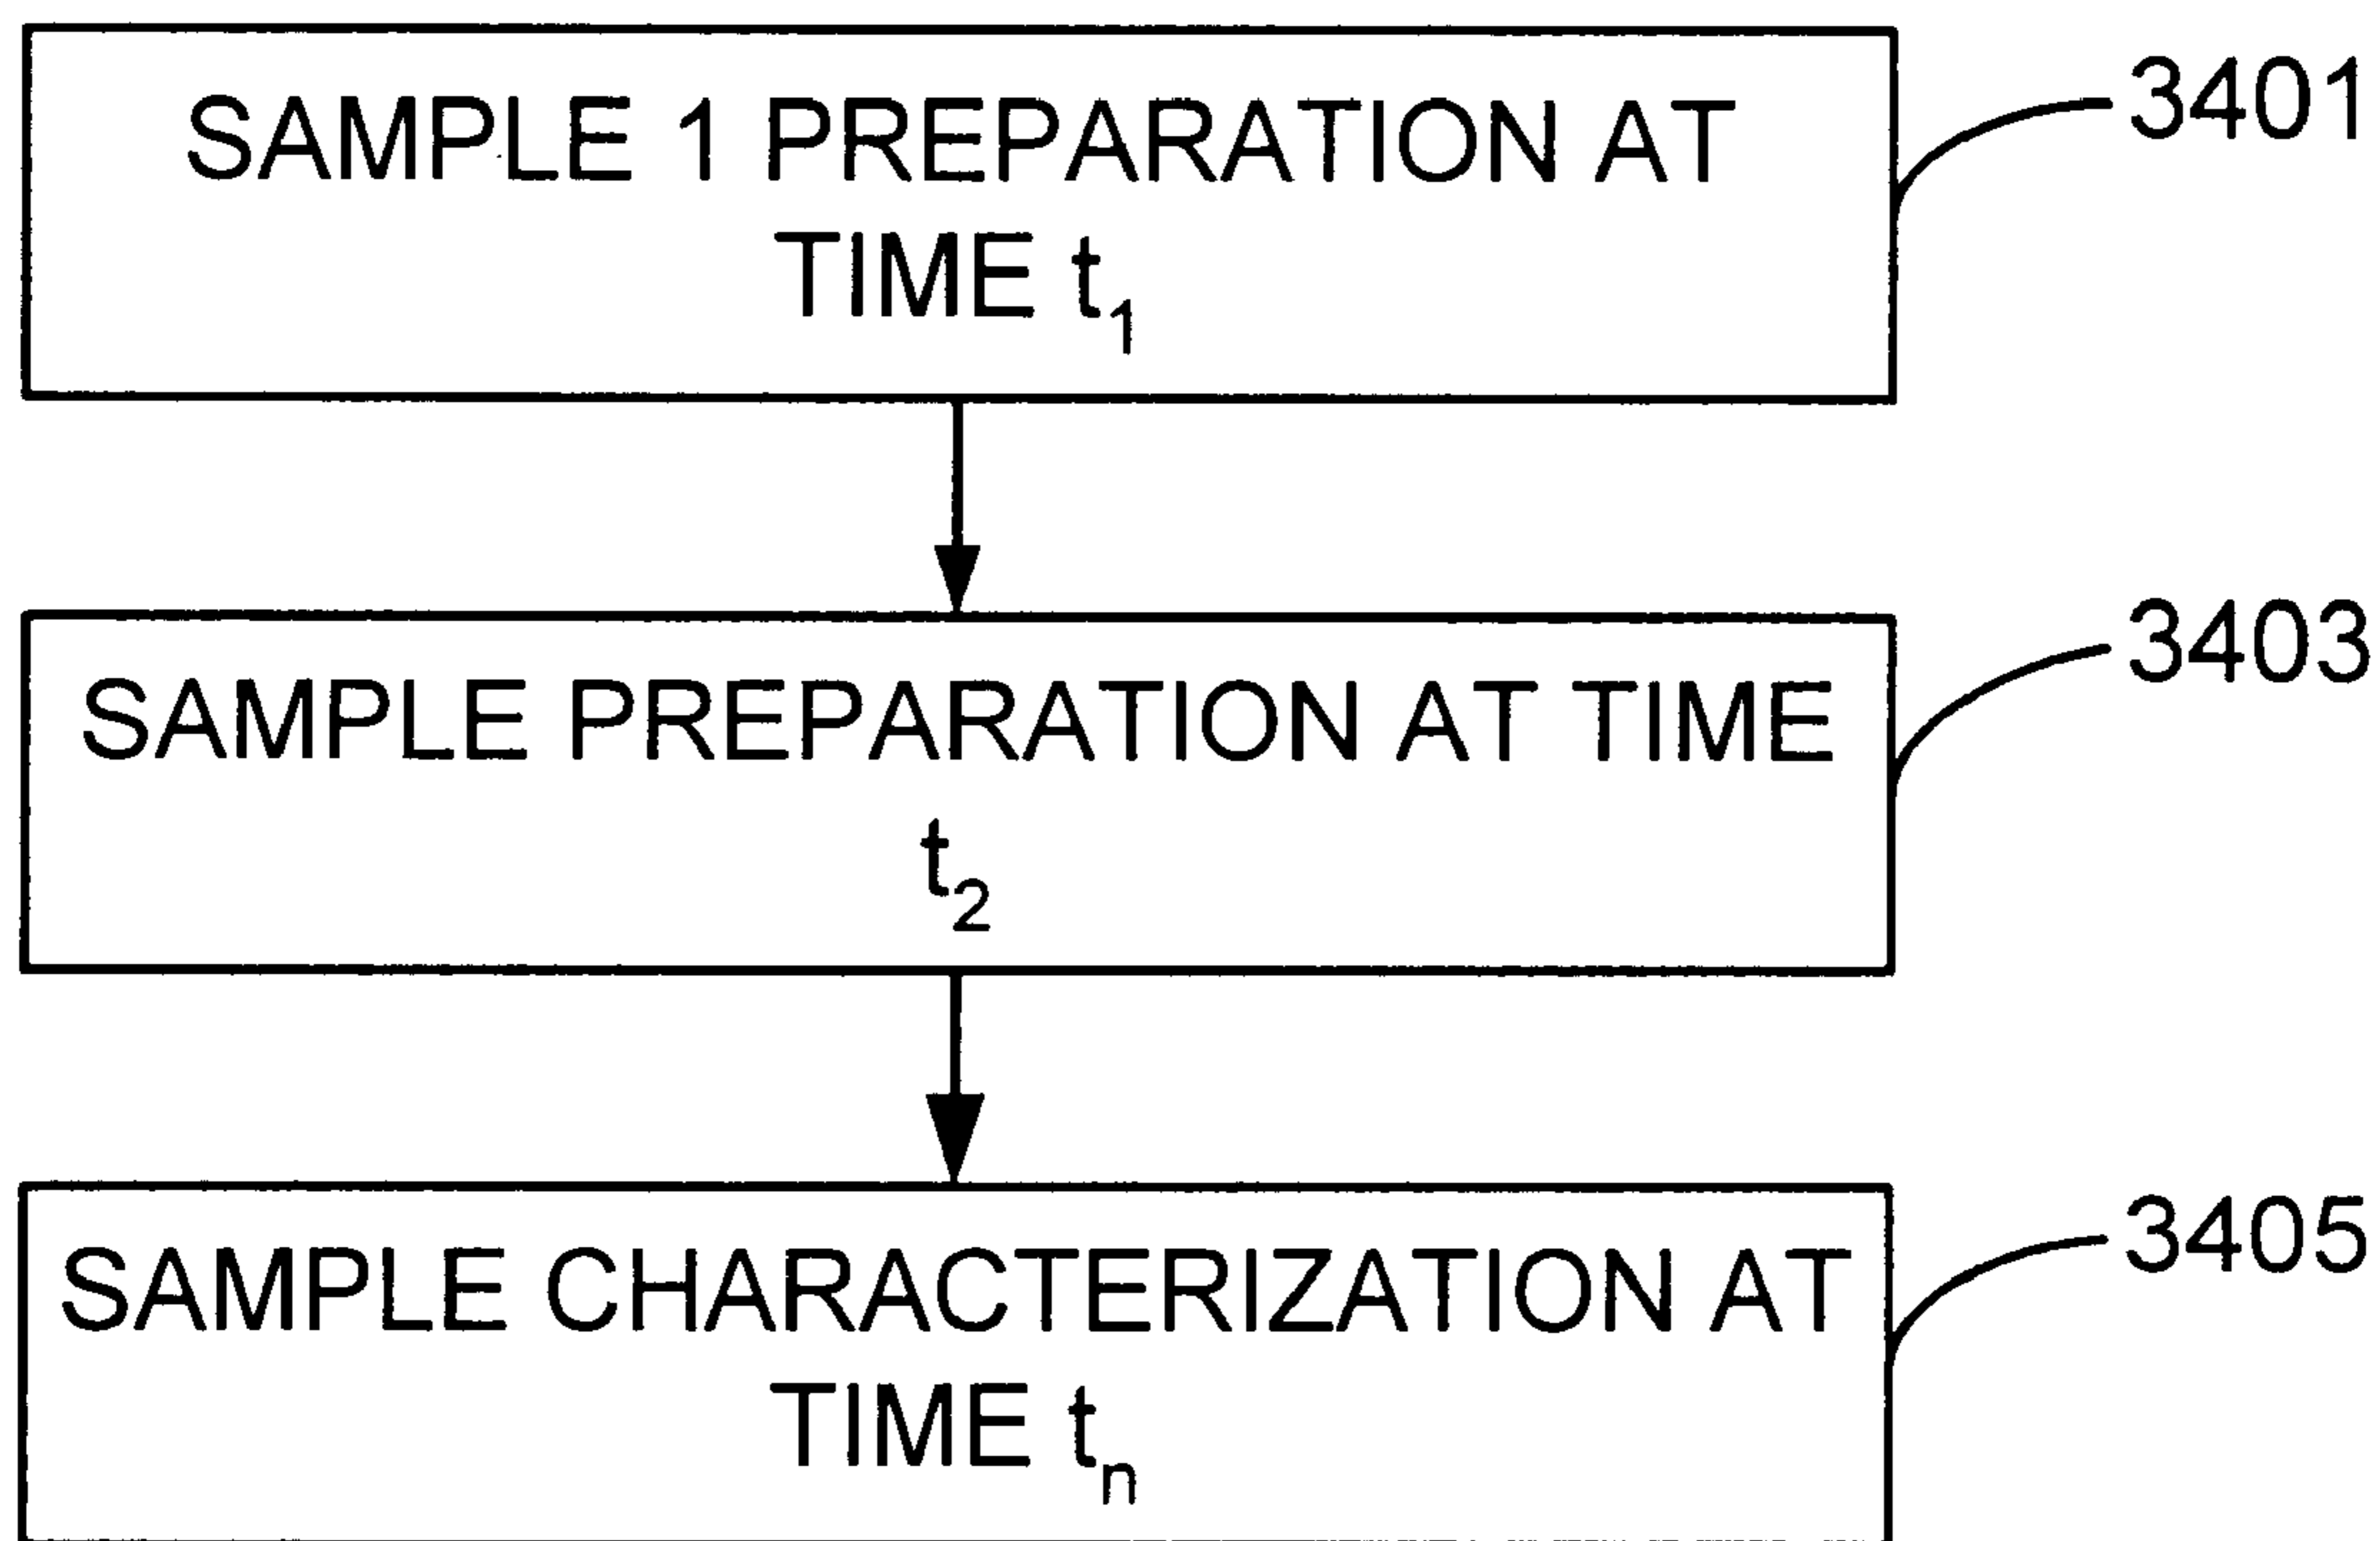 SAMPLE 1 PREPARATION AT
TIME t₁
3401
SAMPLE PREPARATION AT TIME
t₂
3403
SAMPLE CHARACTERIZATION AT
TIME tₙ
3405